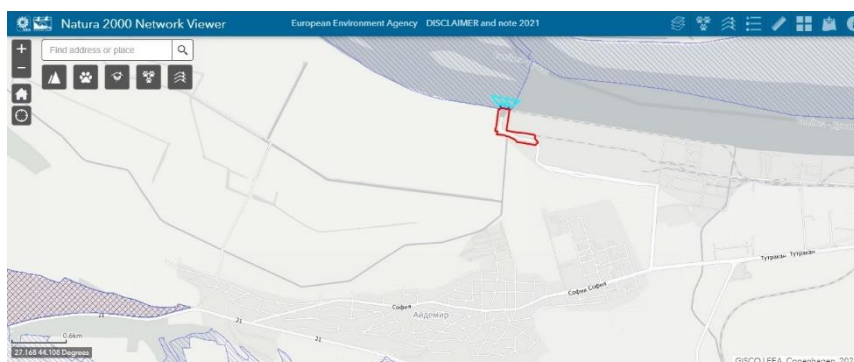 Natura 2000 Network Viewer
European Environment Agency DISCLAIMER and note 2021
Find address or place
Тутракан Тутракан
София София
София
Айдемир
21
21
21
0.6km
27.168 44.108 Degrees
GISCO | EEA, Copenhagen, 202